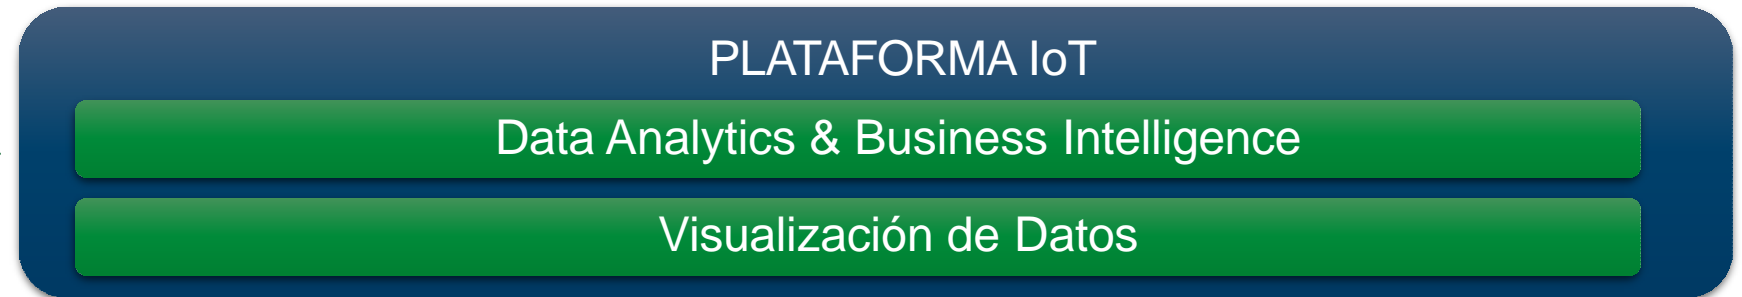 PLATAFORMA IoT
Data Analytics & Business Intelligence
Visualización de Datos